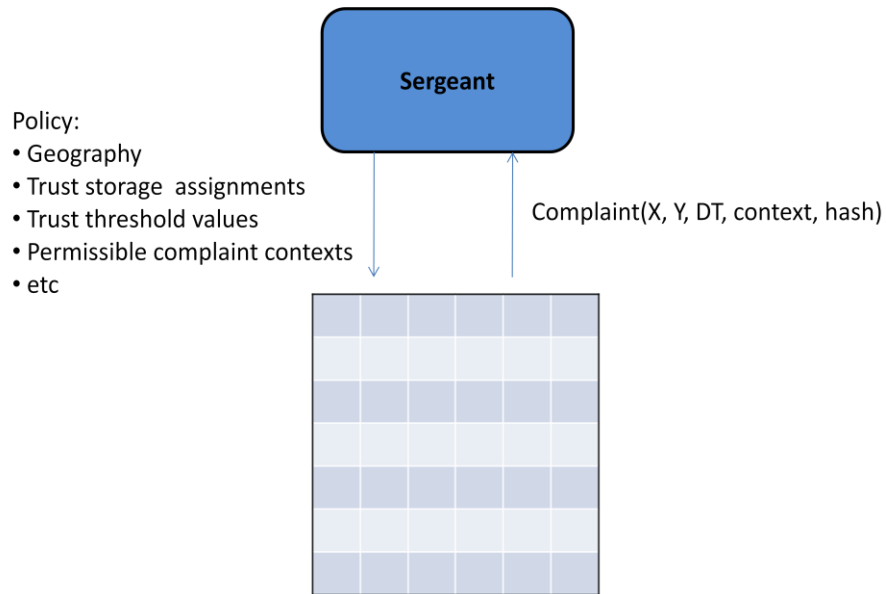 Sergeant
Policy:
• Geography
• Trust storage assignments
• Trust threshold values
• Permissible complaint contexts
• etc
Complaint(X, Y, DT, context, hash)